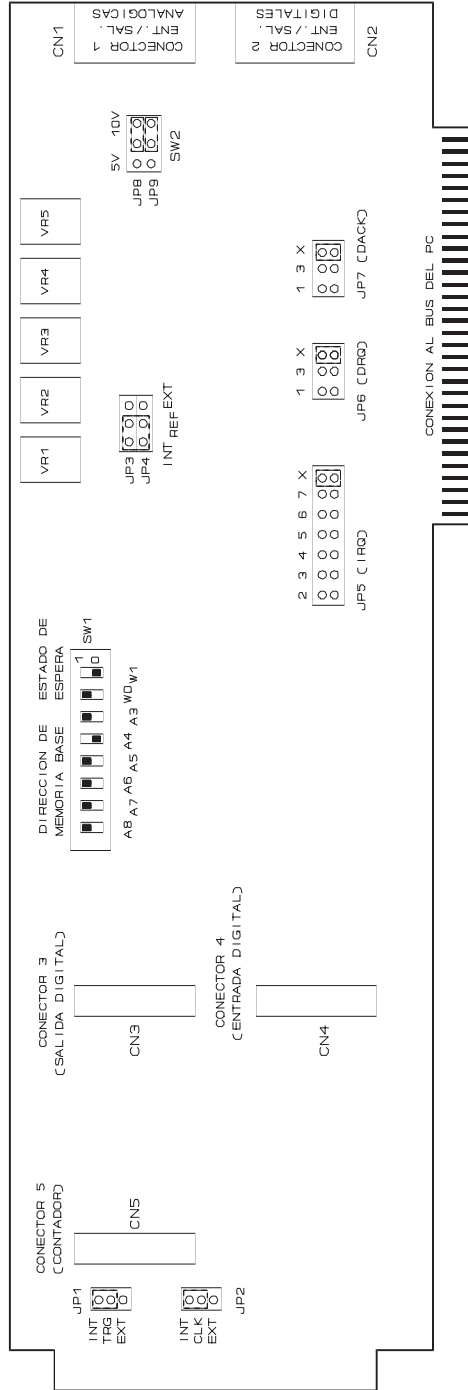 CN1
CONECTOR 1
ENT./SAL.
ANALOGICAS
CONECTOR 2
ENT./SAL.
DIGITALES
CN2
5V 10V
JP8
JP9
SW2
VR5
VR4
VR3
VR2
VR1
JP3
JP4
INT REF EXT
1 3 X
JP7 (DACK)
1 3 X
JP6 (DRQ)
2 3 4 5 6 7 X
JP5 (IRQ)
CONEXION AL BUS DEL PC
DIRECCION DE
MEMORIA BASE
ESTADO DE
ESPERA
SW1
1
0
A8 A7 A6 A5 A4 A3 W0 W1
CONECTOR 3
(SALIDA DIGITAL)
CN3
CONECTOR 4
(ENTRADA DIGITAL)
CN4
CONECTOR 5
(CONTADOR)
CN5
JP1
INT
TRG
EXT
INT
CLK
EXT
JP2